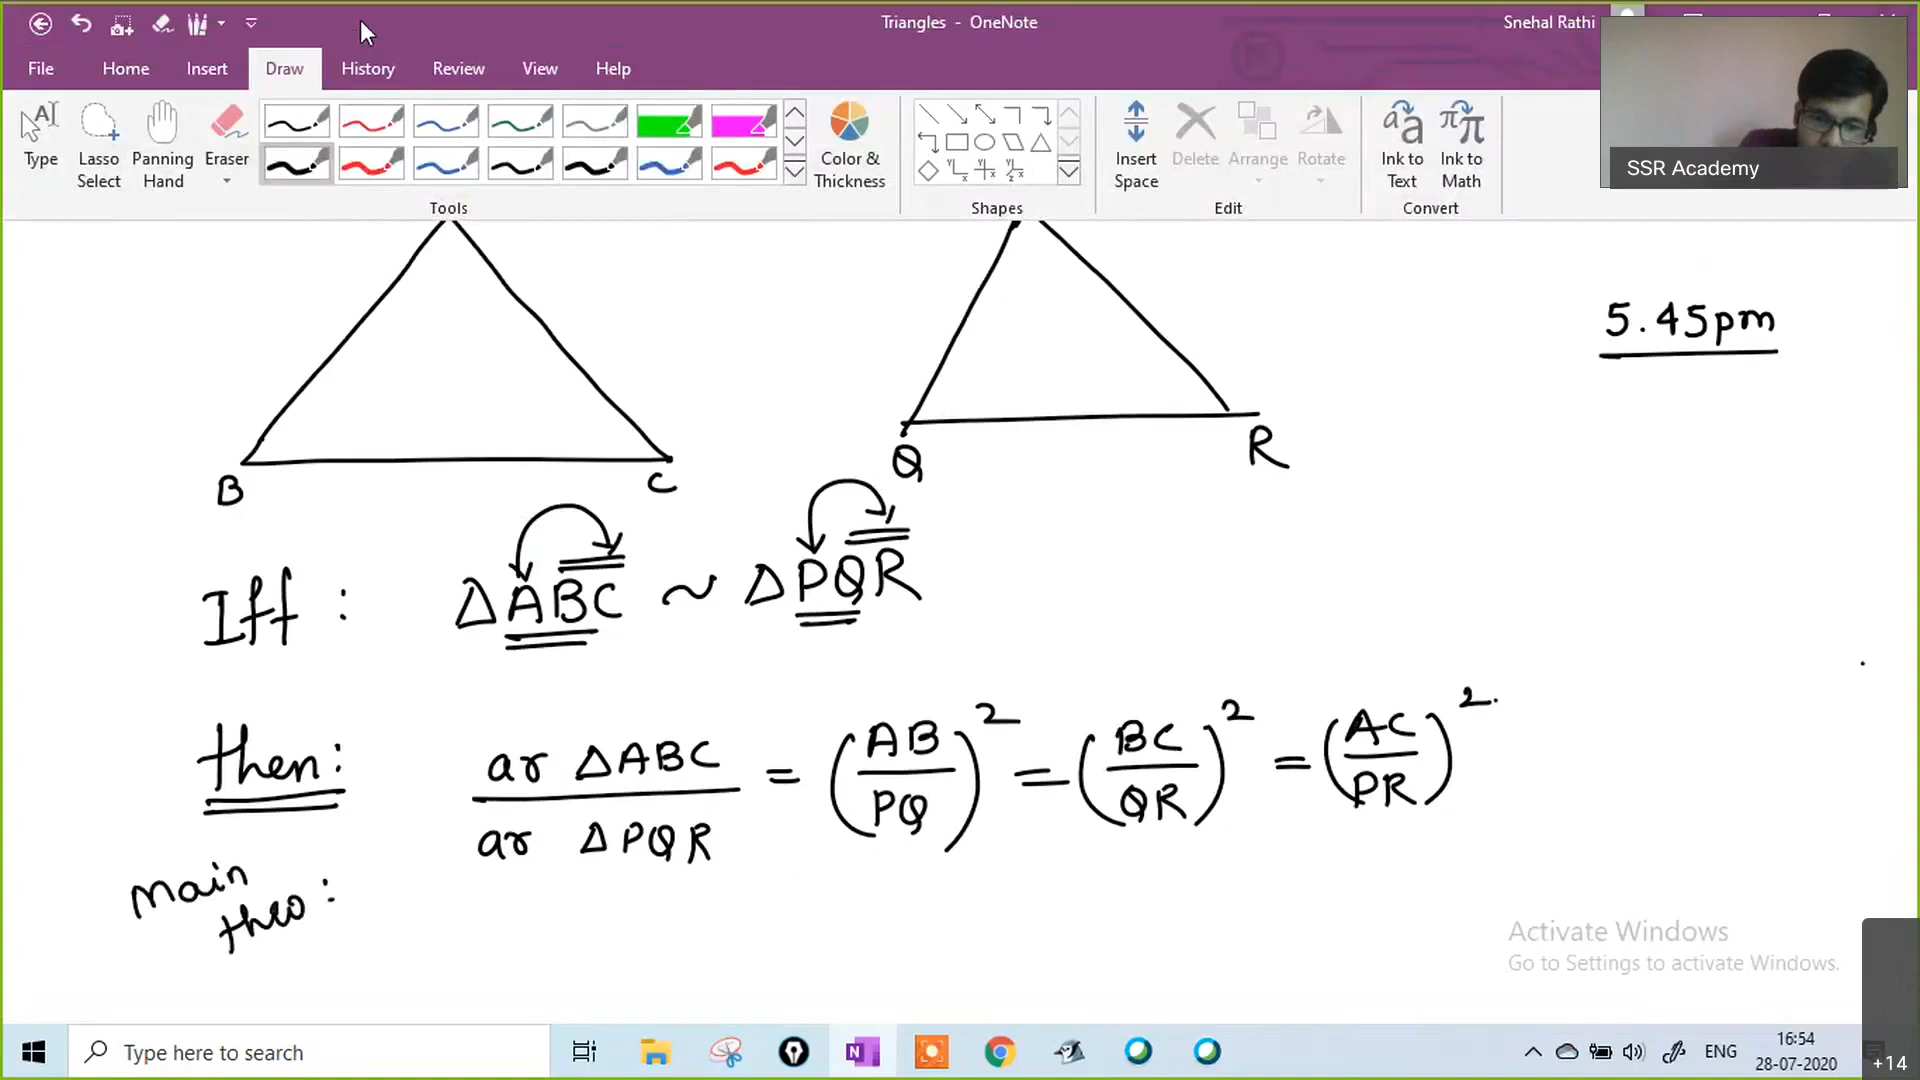 Triangles - OneNote
Snehal Rathi
File Home Insert Draw History Review View Help
Type
Lasso Select
Panning Hand
Eraser
Color & Thickness
Insert Space
Delete
Arrange
Rotate
Ink to Text
Ink to Math
Tools
Shapes
Edit
Convert
SSR Academy
5.45pm
B
C
Q
R
Iff : ΔABC ~ ΔPQR
then: ar ΔABC / ar ΔPQR = (AB/PQ)² = (BC/QR)² = (AC/PR)²
Main theo:
Activate Windows
Go to Settings to activate Windows.
Type here to search
ENG
16:54
28-07-2020
+14